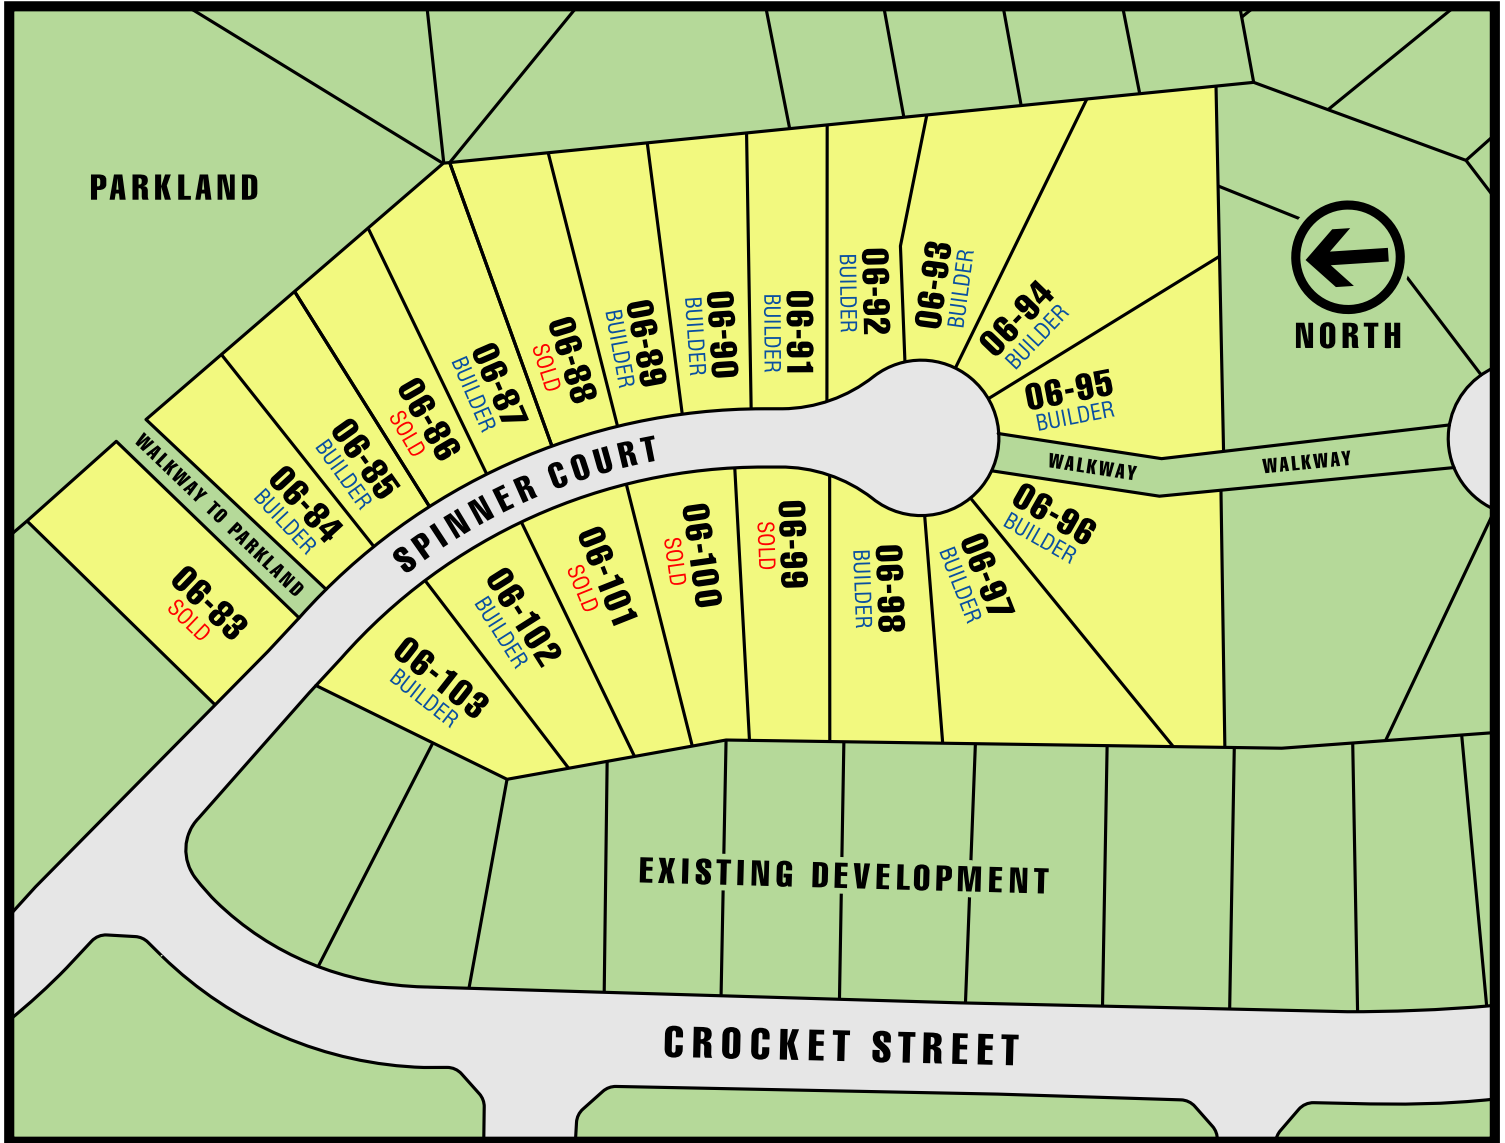 PARKLAND
06-83
SOLD
WALKWAY TO PARKLAND
06-84
BUILDER
06-85
BUILDER
06-86
SOLD
06-87
BUILDER
06-88
SOLD
06-89
BUILDER
06-90
BUILDER
06-91
BUILDER
06-92
BUILDER
06-93
BUILDER
06-94
BUILDER
06-95
BUILDER
NORTH
WALKWAY
WALKWAY
SPINNER COURT
06-96
BUILDER
06-97
BUILDER
06-98
BUILDER
06-99
SOLD
06-100
SOLD
06-101
SOLD
06-102
BUILDER
06-103
BUILDER
EXISTING DEVELOPMENT
CROCKET STREET